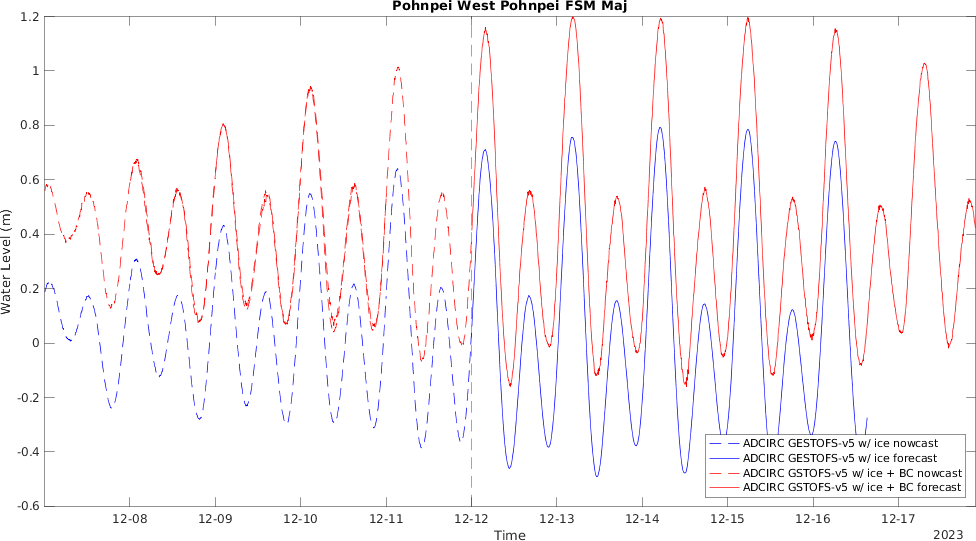 Pohnpei West Pohnpei FSM Maj
1.2
1
0.8
0.6
0.4
0.2
0
-0.2
-0.4
-0.6
Water Level (m)
ADCIRC GESTOFS-v5 w/ ice nowcast
ADCIRC GESTOFS-v5 w/ ice forecast
ADCIRC GSTOFS-v5 w/ ice + BC nowcast
ADCIRC GSTOFS-v5 w/ ice + BC forecast
12-08 12-09 12-10 12-11 12-12 12-13 12-14 12-15 12-16 12-17
Time
2023